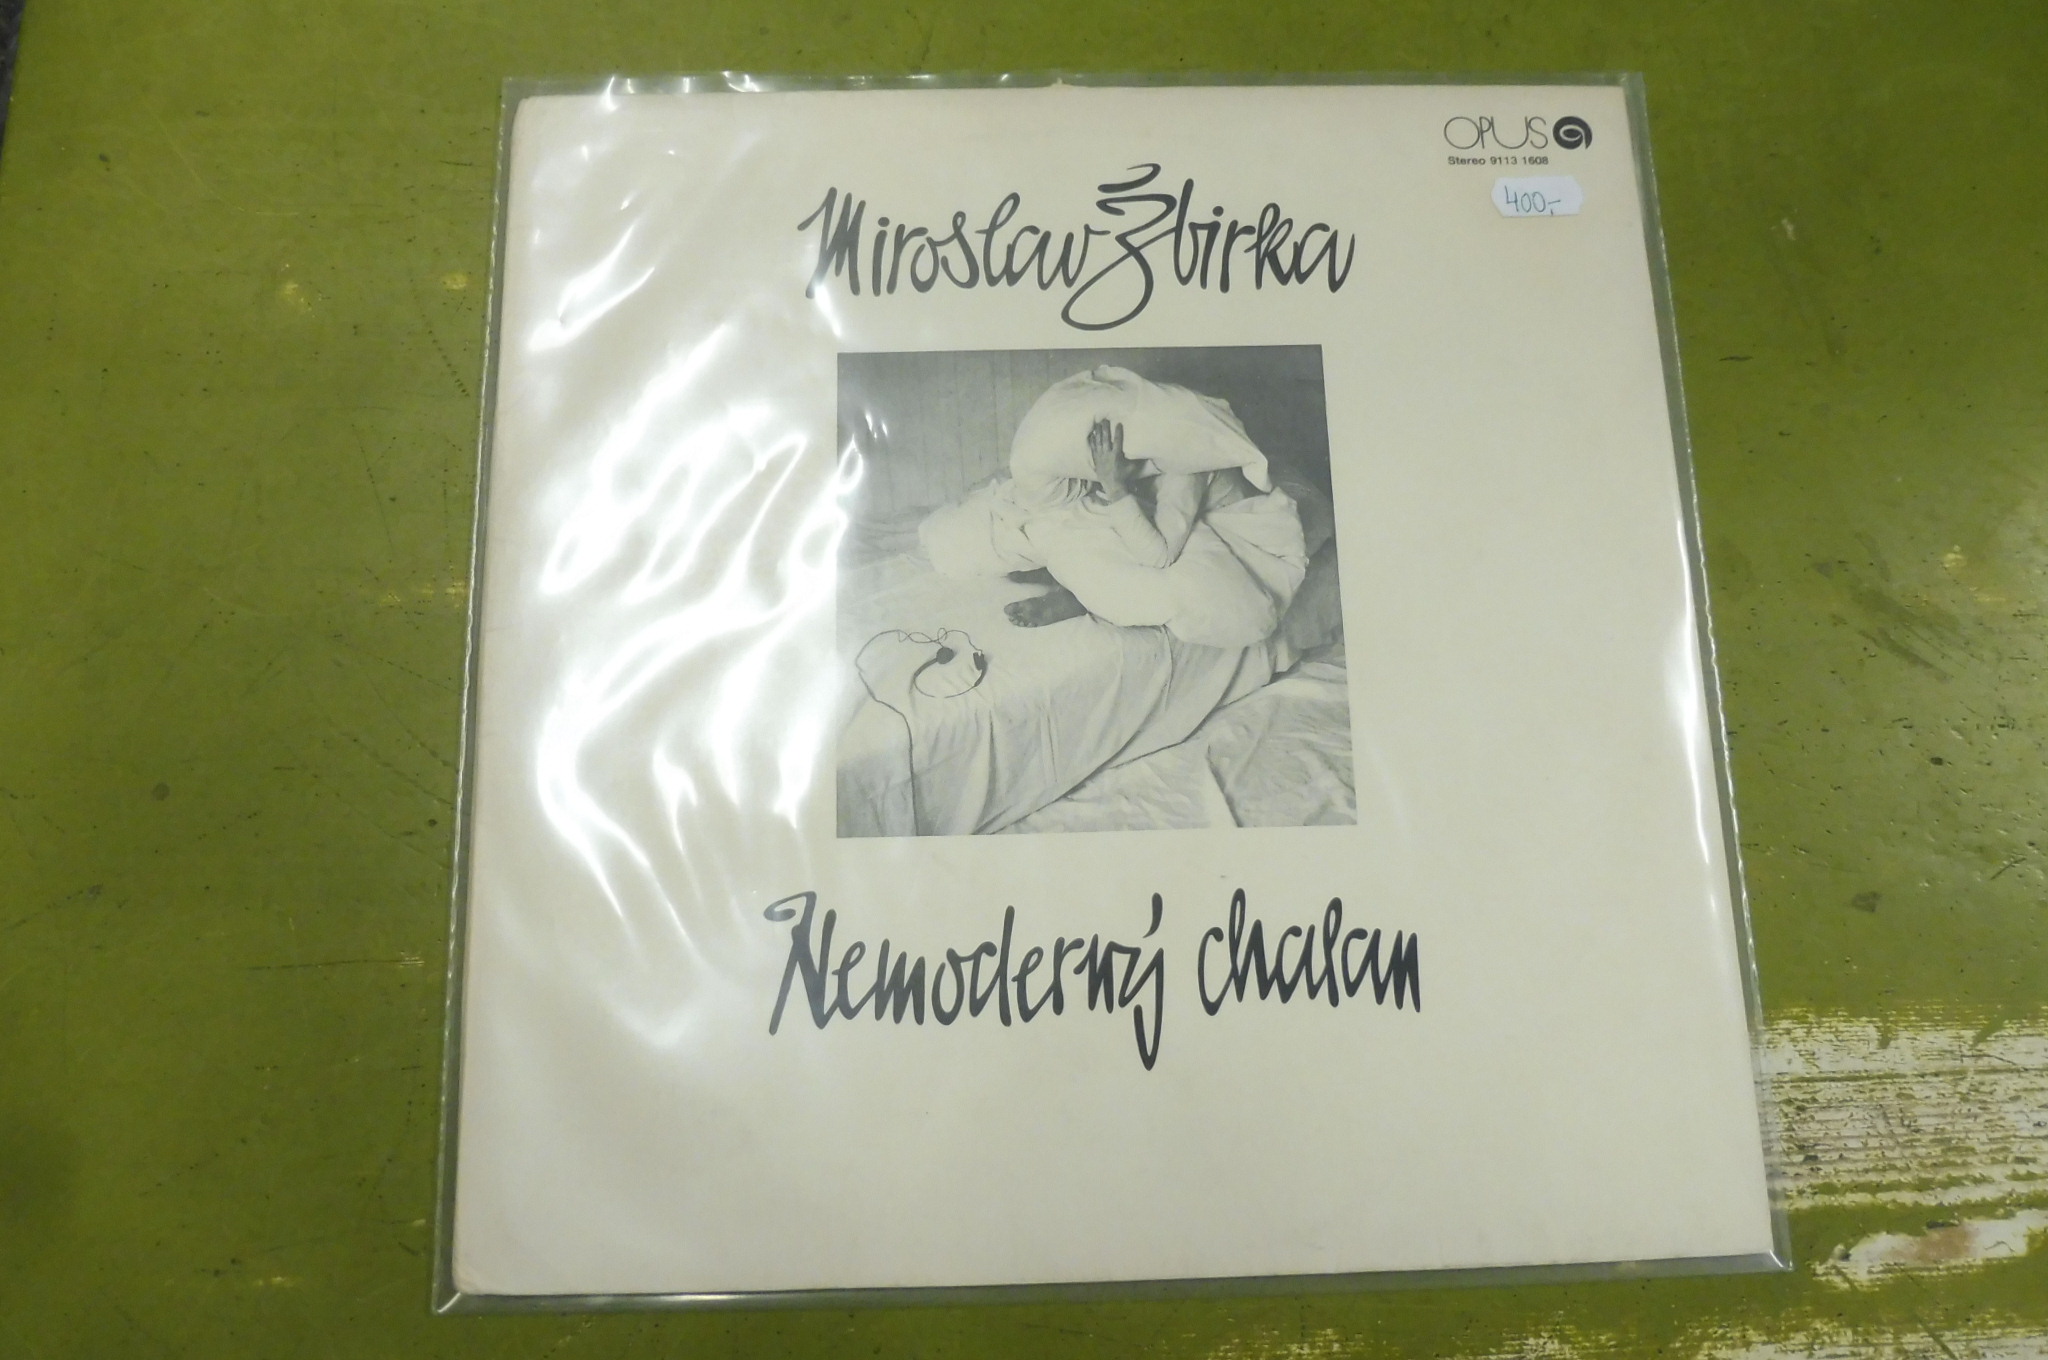 OPUS
Stereo 9113 1608
400,-
Miroslav Žbirka
Nemoderný chalan